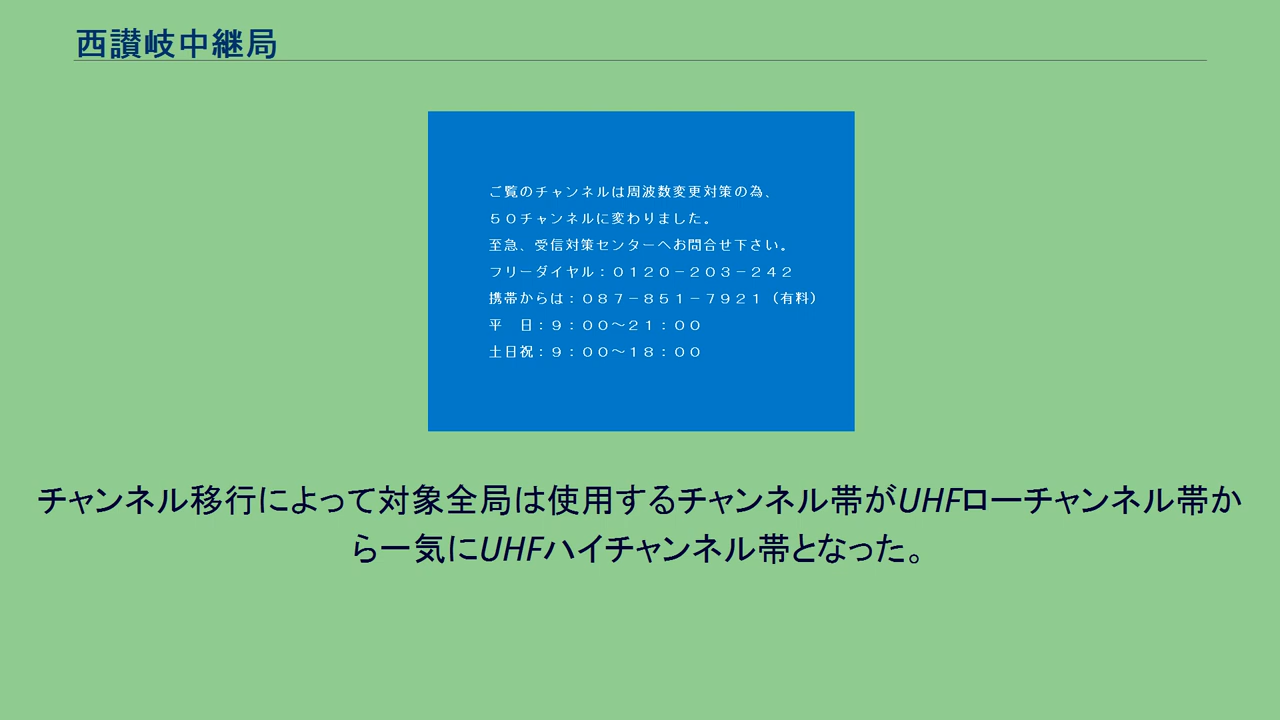 西讃岐中継局
ご覧のチャンネルは周波数変更対策の為、
５０チャンネルに変わりました。
至急、受信対策センターへお問合せ下さい。
フリーダイヤル：０１２０－２０３－２４２
携帯からは：０８７－８５１－７９２１（有料）
平　日：９：００～２１：００
土日祝：９：００～１８：００
チャンネル移行によって対象全局は使用するチャンネル帯がUHFローチャンネル帯か
ら一気にUHFハイチャンネル帯となった。